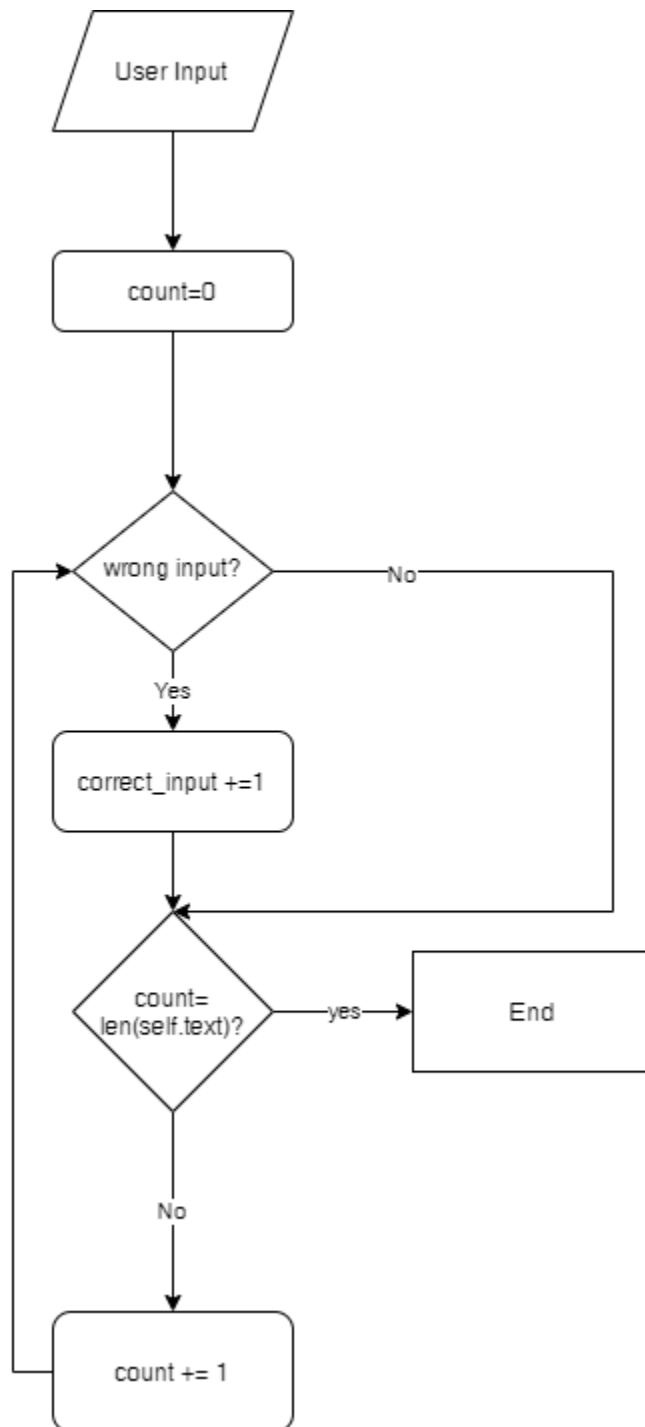 User Input
count=0
wrong input?
No
Yes
correct_input +=1
count=
len(self.text)?
yes
End
No
count += 1